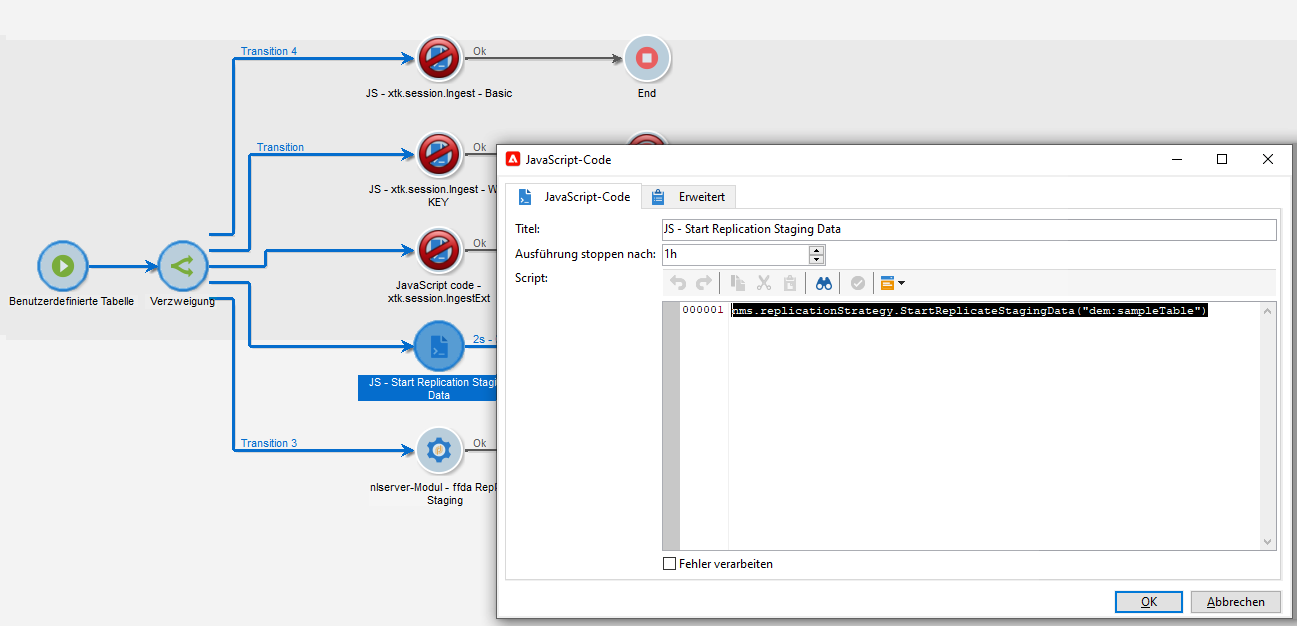 Transition 4
Ok
JS - xtk.session.Ingest - Basic
End
Transition
Ok
JS - xtk.session.Ingest - W
KEY
Ok
JavaScript code -
xtk.session.IngestExt
Benutzerdefinierte Tabelle
Verzweigung
2s -
JS - Start Replication Stagi
Data
Transition 3
Ok
nlserver-Modul - ffda Repl
Staging
JavaScript-Code
JavaScript-Code
Erweitert
Titel:
JS - Start Replication Staging Data
Ausführung stoppen nach:
1h
Script:
000001
nms.replicationStrategy.StartReplicateStagingData("dem:sampleTable")
Fehler verarbeiten
OK
Abbrechen